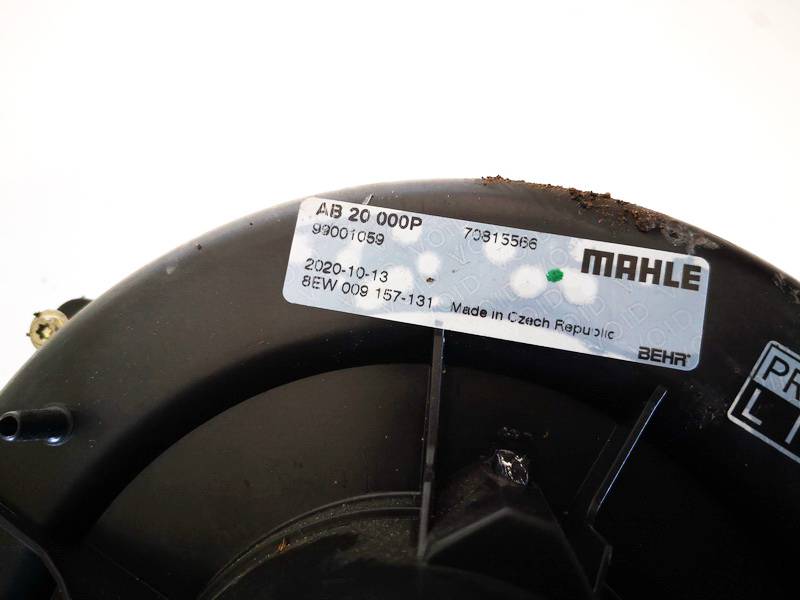 AB 20 000P 70815566
99001059
MAHLE
2020-10-13
8EW 009 157-131 Made in Czech Republic
BEHR®